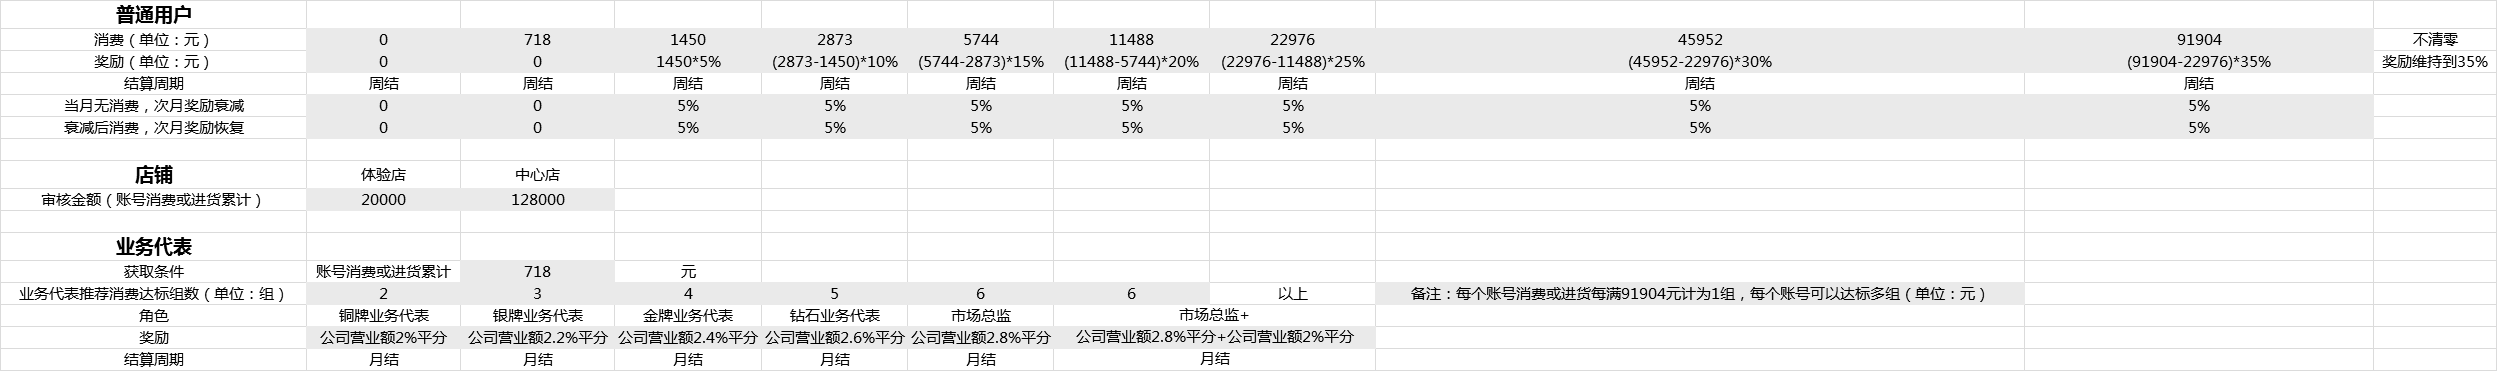 普通用户
消费（单位：元） 0 718 1450 2873 5744 11488 22976 45952 91904 不清零
奖励（单位：元） 0 0 1450*5% (2873-1450)*10% (5744-2873)*15% (11488-5744)*20% (22976-11488)*25% (45952-22976)*30% (91904-22976)*35% 奖励维持到35%
结算周期 周结 周结 周结 周结 周结 周结 周结 周结 周结
当月无消费，次月奖励衰减 0 0 5% 5% 5% 5% 5% 5% 5%
衰减后消费，次月奖励恢复 0 0 5% 5% 5% 5% 5% 5% 5%
店铺 体验店 中心店
审核金额（账号消费或进货累计） 20000 128000
业务代表
获取条件 账号消费或进货累计 718 元
业务代表推荐消费达标组数（单位：组） 2 3 4 5 6 6 以上 备注：每个账号消费或进货每满91904元计为1组，每个账号可以达标多组（单位：元）
角色 铜牌业务代表 银牌业务代表 金牌业务代表 钻石业务代表 市场总监 市场总监+
奖励 公司营业额2%平分 公司营业额2.2%平分 公司营业额2.4%平分 公司营业额2.6%平分 公司营业额2.8%平分 公司营业额2.8%平分+公司营业额2%平分
结算周期 月结 月结 月结 月结 月结 月结